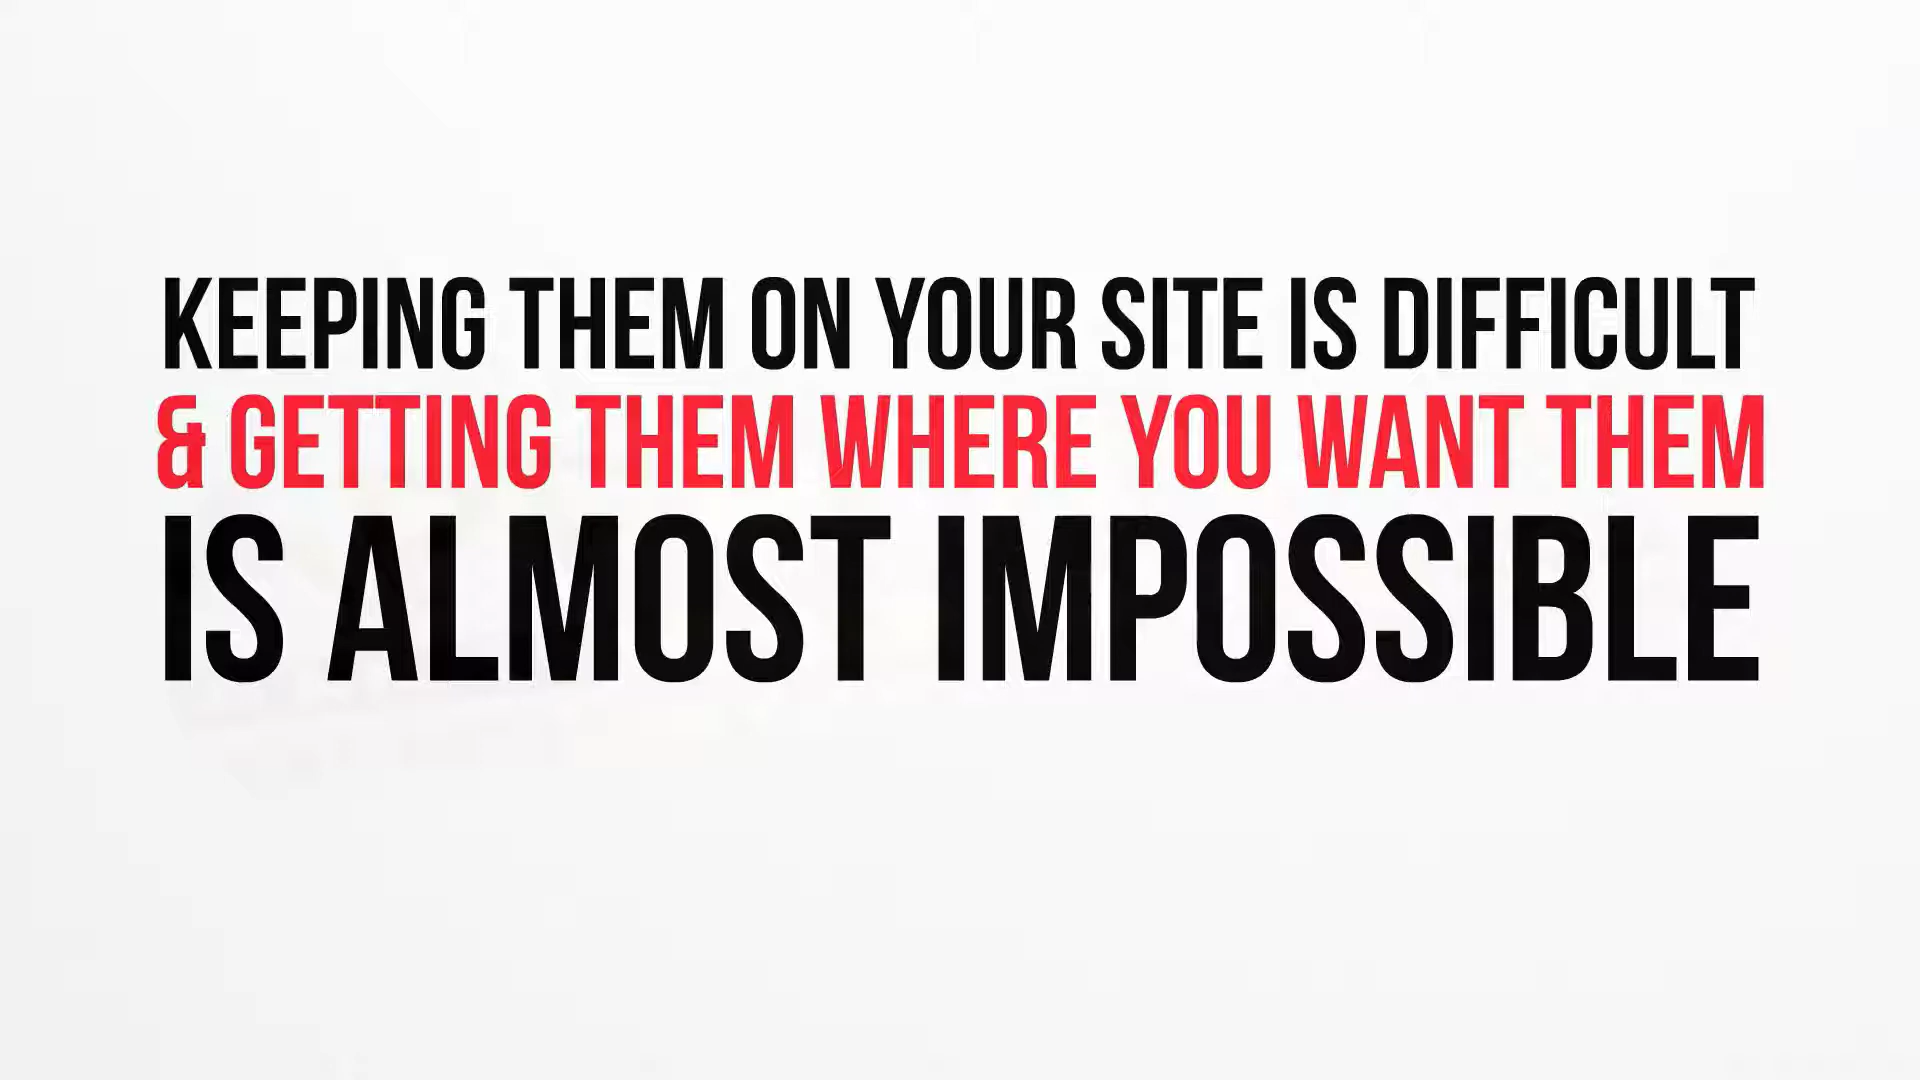 KEEPING THEM ON YOUR SITE IS DIFFICULT
& GETTING THEM WHERE YOU WANT THEM
IS ALMOST IMPOSSIBLE